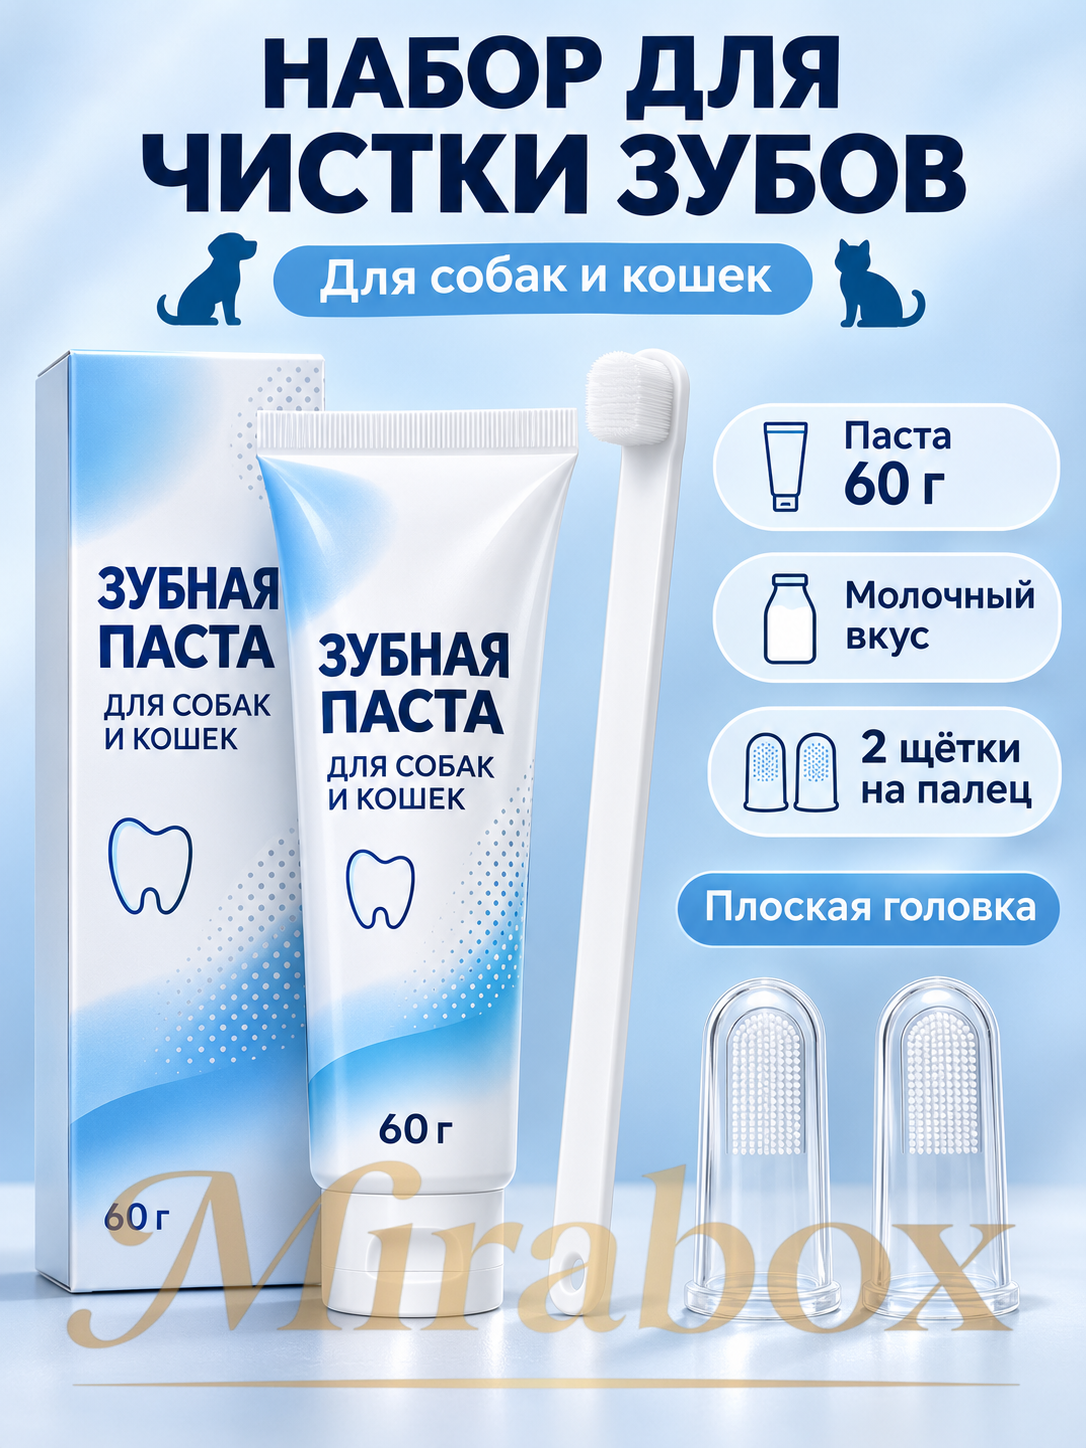 НАБОР ДЛЯ
ЧИСТКИ ЗУБОВ
Для собак и кошек
ЗУБНАЯ
ПАСТА
ДЛЯ СОБАК
И КОШЕК
60 г
ЗУБНАЯ
ПАСТА
ДЛЯ СОБАК
И КОШЕК
60 г
Паста
60 г
Молочный
вкус
2 щётки
на палец
Плоская головка
Mirabox